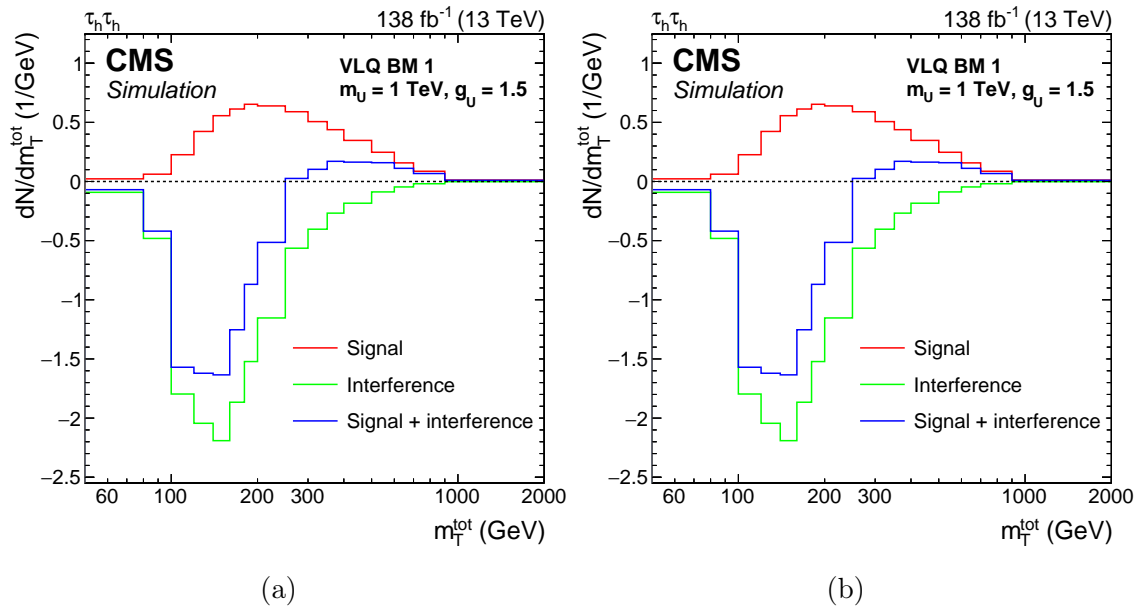 τhτh 138 fb-1 (13 TeV)
CMS
Simulation
VLQ BM 1
mU = 1 TeV, gU = 1.5
dN/dmTtot (1/GeV)
1
0.5
0
−0.5
−1
−1.5
−2
−2.5
Signal
Interference
Signal + interference
60 100 200 300 1000 2000
mTtot (GeV)
(a)
τhτh 138 fb-1 (13 TeV)
CMS
Simulation
VLQ BM 1
mU = 1 TeV, gU = 1.5
dN/dmTtot (1/GeV)
1
0.5
0
−0.5
−1
−1.5
−2
−2.5
Signal
Interference
Signal + interference
60 100 200 300 1000 2000
mTtot (GeV)
(b)